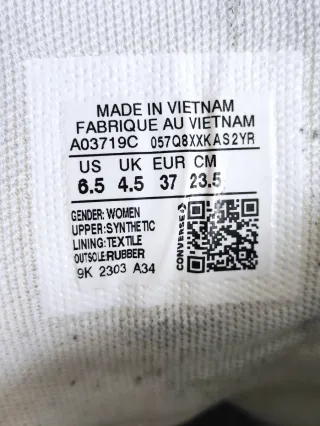 MADE IN VIETNAM
FABRIQUE AU VIETNAM
A03719C 057Q8XXKAS2YR
US UK EUR CM
6.5 4.5 37 23.5
GENDER:WOMEN
UPPER:SYNTHETIC
LINING:TEXTILE
OUTSOLE:RUBBER
9K 2303 A34
CONVERSE